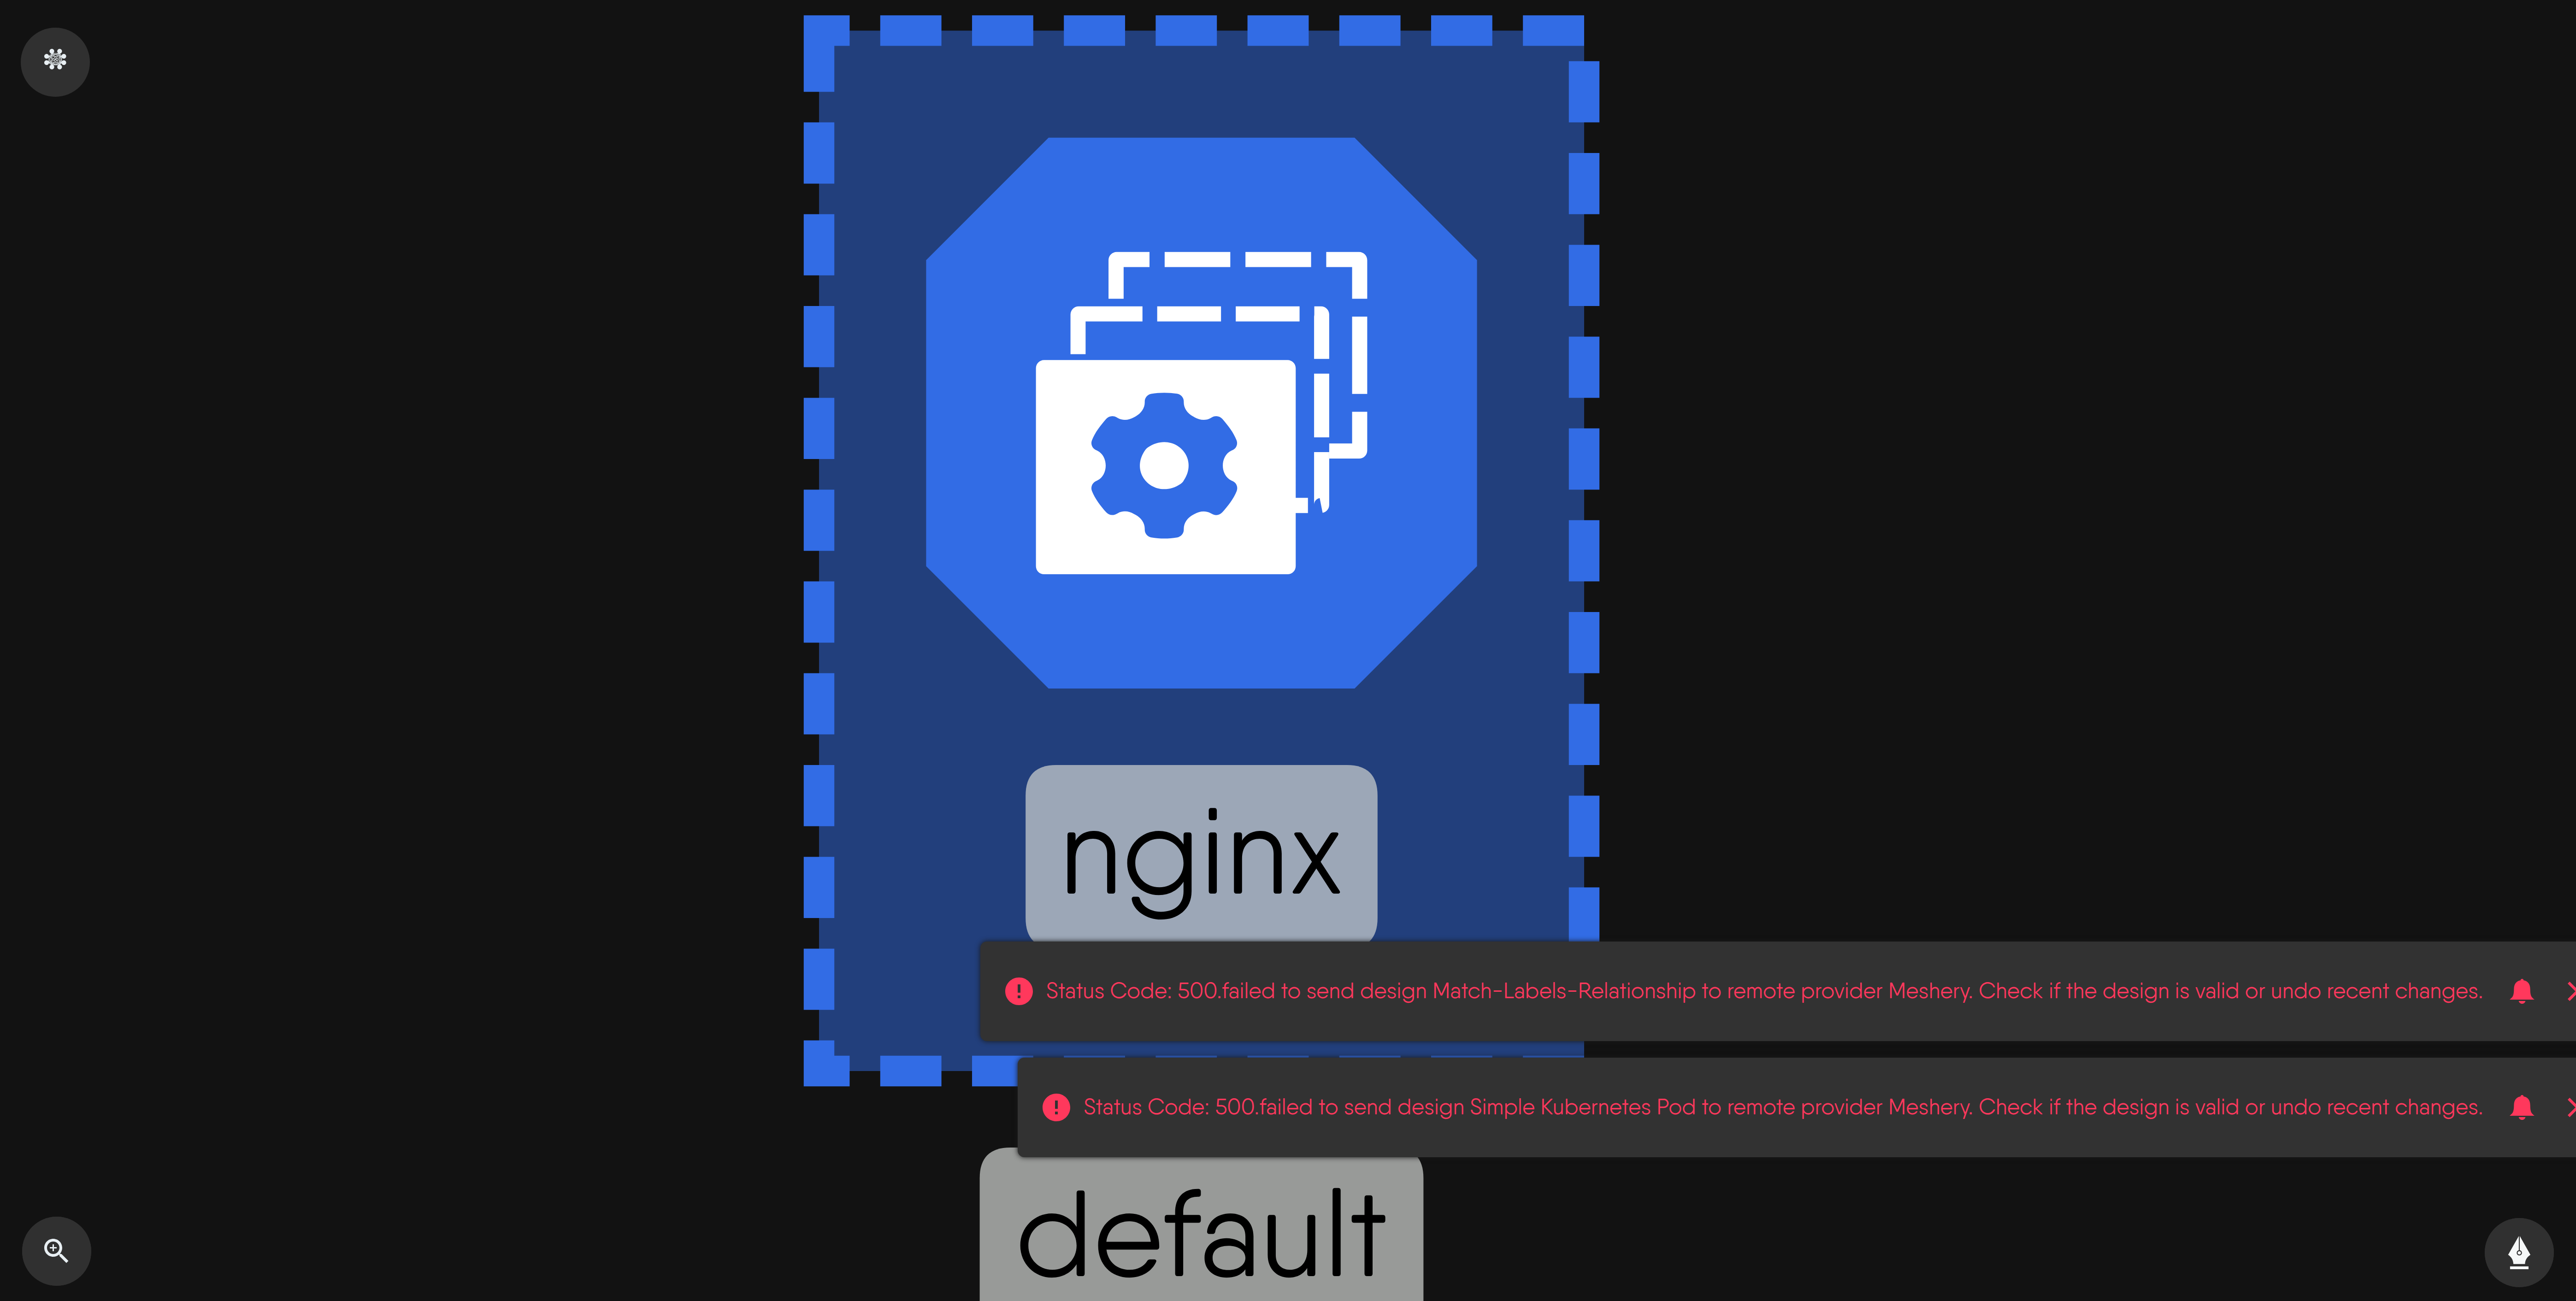 nginx
Status Code: 500.failed to send design Match-Labels-Relationship to remote provider Meshery. Check if the design is valid or undo recent changes.
Status Code: 500.failed to send design Simple Kubernetes Pod to remote provider Meshery. Check if the design is valid or undo recent changes.
default